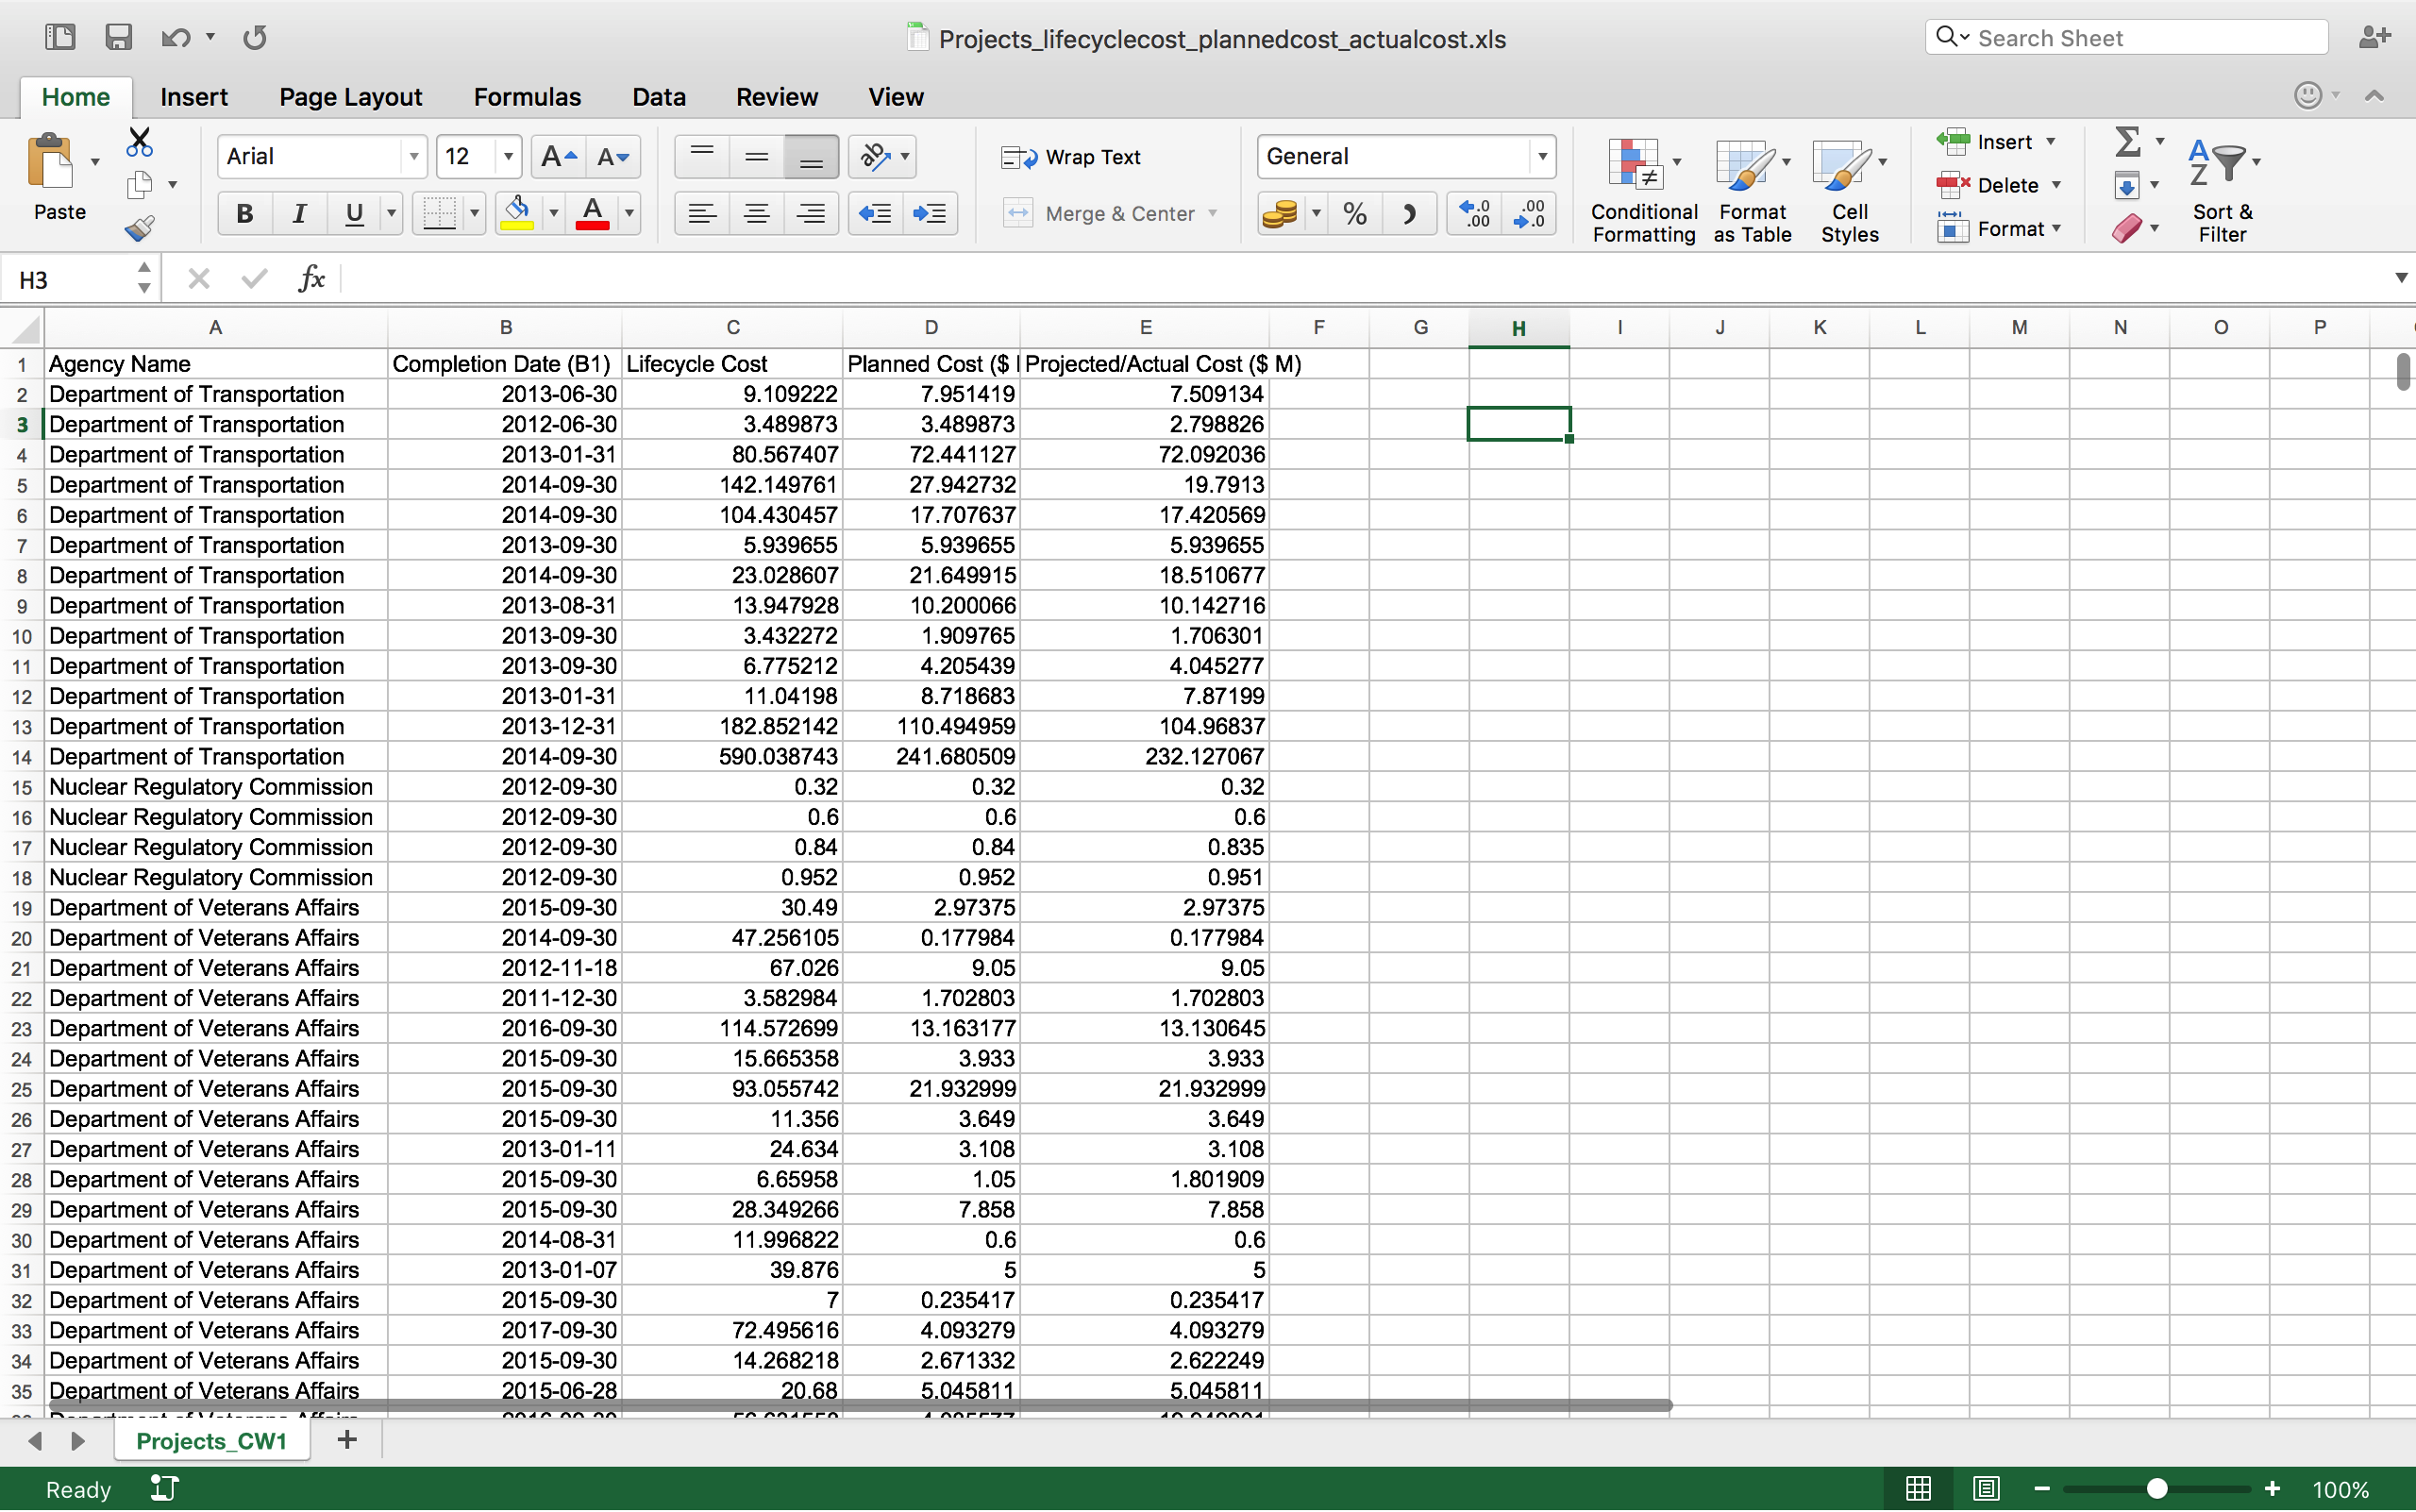 Projects_lifecyclecost_plannedcost_actualcost.xls
Search Sheet
Home Insert Page Layout Formulas Data Review View
Paste
Arial 12 A A
B I U A
ab
Wrap Text
Merge & Center
General
% .0 .00 .00 .0
Conditional Formatting
Format as Table
Cell Styles
Insert
Delete
Format
A Z
Sort & Filter
H3 fx
A B C D E F G H I J K L M N O P
1 Agency Name Completion Date (B1) Lifecycle Cost Planned Cost ($ Projected/Actual Cost ($ M)
2 Department of Transportation 2013-06-30 9.109222 7.951419 7.509134
3 Department of Transportation 2012-06-30 3.489873 3.489873 2.798826
4 Department of Transportation 2013-01-31 80.567407 72.441127 72.092036
5 Department of Transportation 2014-09-30 142.149761 27.942732 19.7913
6 Department of Transportation 2014-09-30 104.430457 17.707637 17.420569
7 Department of Transportation 2013-09-30 5.939655 5.939655 5.939655
8 Department of Transportation 2014-09-30 23.028607 21.649915 18.510677
9 Department of Transportation 2013-08-31 13.947928 10.200066 10.142716
10 Department of Transportation 2013-09-30 3.432272 1.909765 1.706301
11 Department of Transportation 2013-09-30 6.775212 4.205439 4.045277
12 Department of Transportation 2013-01-31 11.04198 8.718683 7.87199
13 Department of Transportation 2013-12-31 182.852142 110.494959 104.96837
14 Department of Transportation 2014-09-30 590.038743 241.680509 232.127067
15 Nuclear Regulatory Commission 2012-09-30 0.32 0.32 0.32
16 Nuclear Regulatory Commission 2012-09-30 0.6 0.6 0.6
17 Nuclear Regulatory Commission 2012-09-30 0.84 0.84 0.835
18 Nuclear Regulatory Commission 2012-09-30 0.952 0.952 0.951
19 Department of Veterans Affairs 2015-09-30 30.49 2.97375 2.97375
20 Department of Veterans Affairs 2014-09-30 47.256105 0.177984 0.177984
21 Department of Veterans Affairs 2012-11-18 67.026 9.05 9.05
22 Department of Veterans Affairs 2011-12-30 3.582984 1.702803 1.702803
23 Department of Veterans Affairs 2016-09-30 114.572699 13.163177 13.130645
24 Department of Veterans Affairs 2015-09-30 15.665358 3.933 3.933
25 Department of Veterans Affairs 2015-09-30 93.055742 21.932999 21.932999
26 Department of Veterans Affairs 2015-09-30 11.356 3.649 3.649
27 Department of Veterans Affairs 2013-01-11 24.634 3.108 3.108
28 Department of Veterans Affairs 2015-09-30 6.65958 1.05 1.801909
29 Department of Veterans Affairs 2015-09-30 28.349266 7.858 7.858
30 Department of Veterans Affairs 2014-08-31 11.996822 0.6 0.6
31 Department of Veterans Affairs 2013-01-07 39.876 5 5
32 Department of Veterans Affairs 2015-09-30 7 0.235417 0.235417
33 Department of Veterans Affairs 2017-09-30 72.495616 4.093279 4.093279
34 Department of Veterans Affairs 2015-09-30 14.268218 2.671332 2.622249
35 Department of Veterans Affairs 2015-06-28 20.68 5.045811 5.045811
Projects_CW1 +
Ready 100%